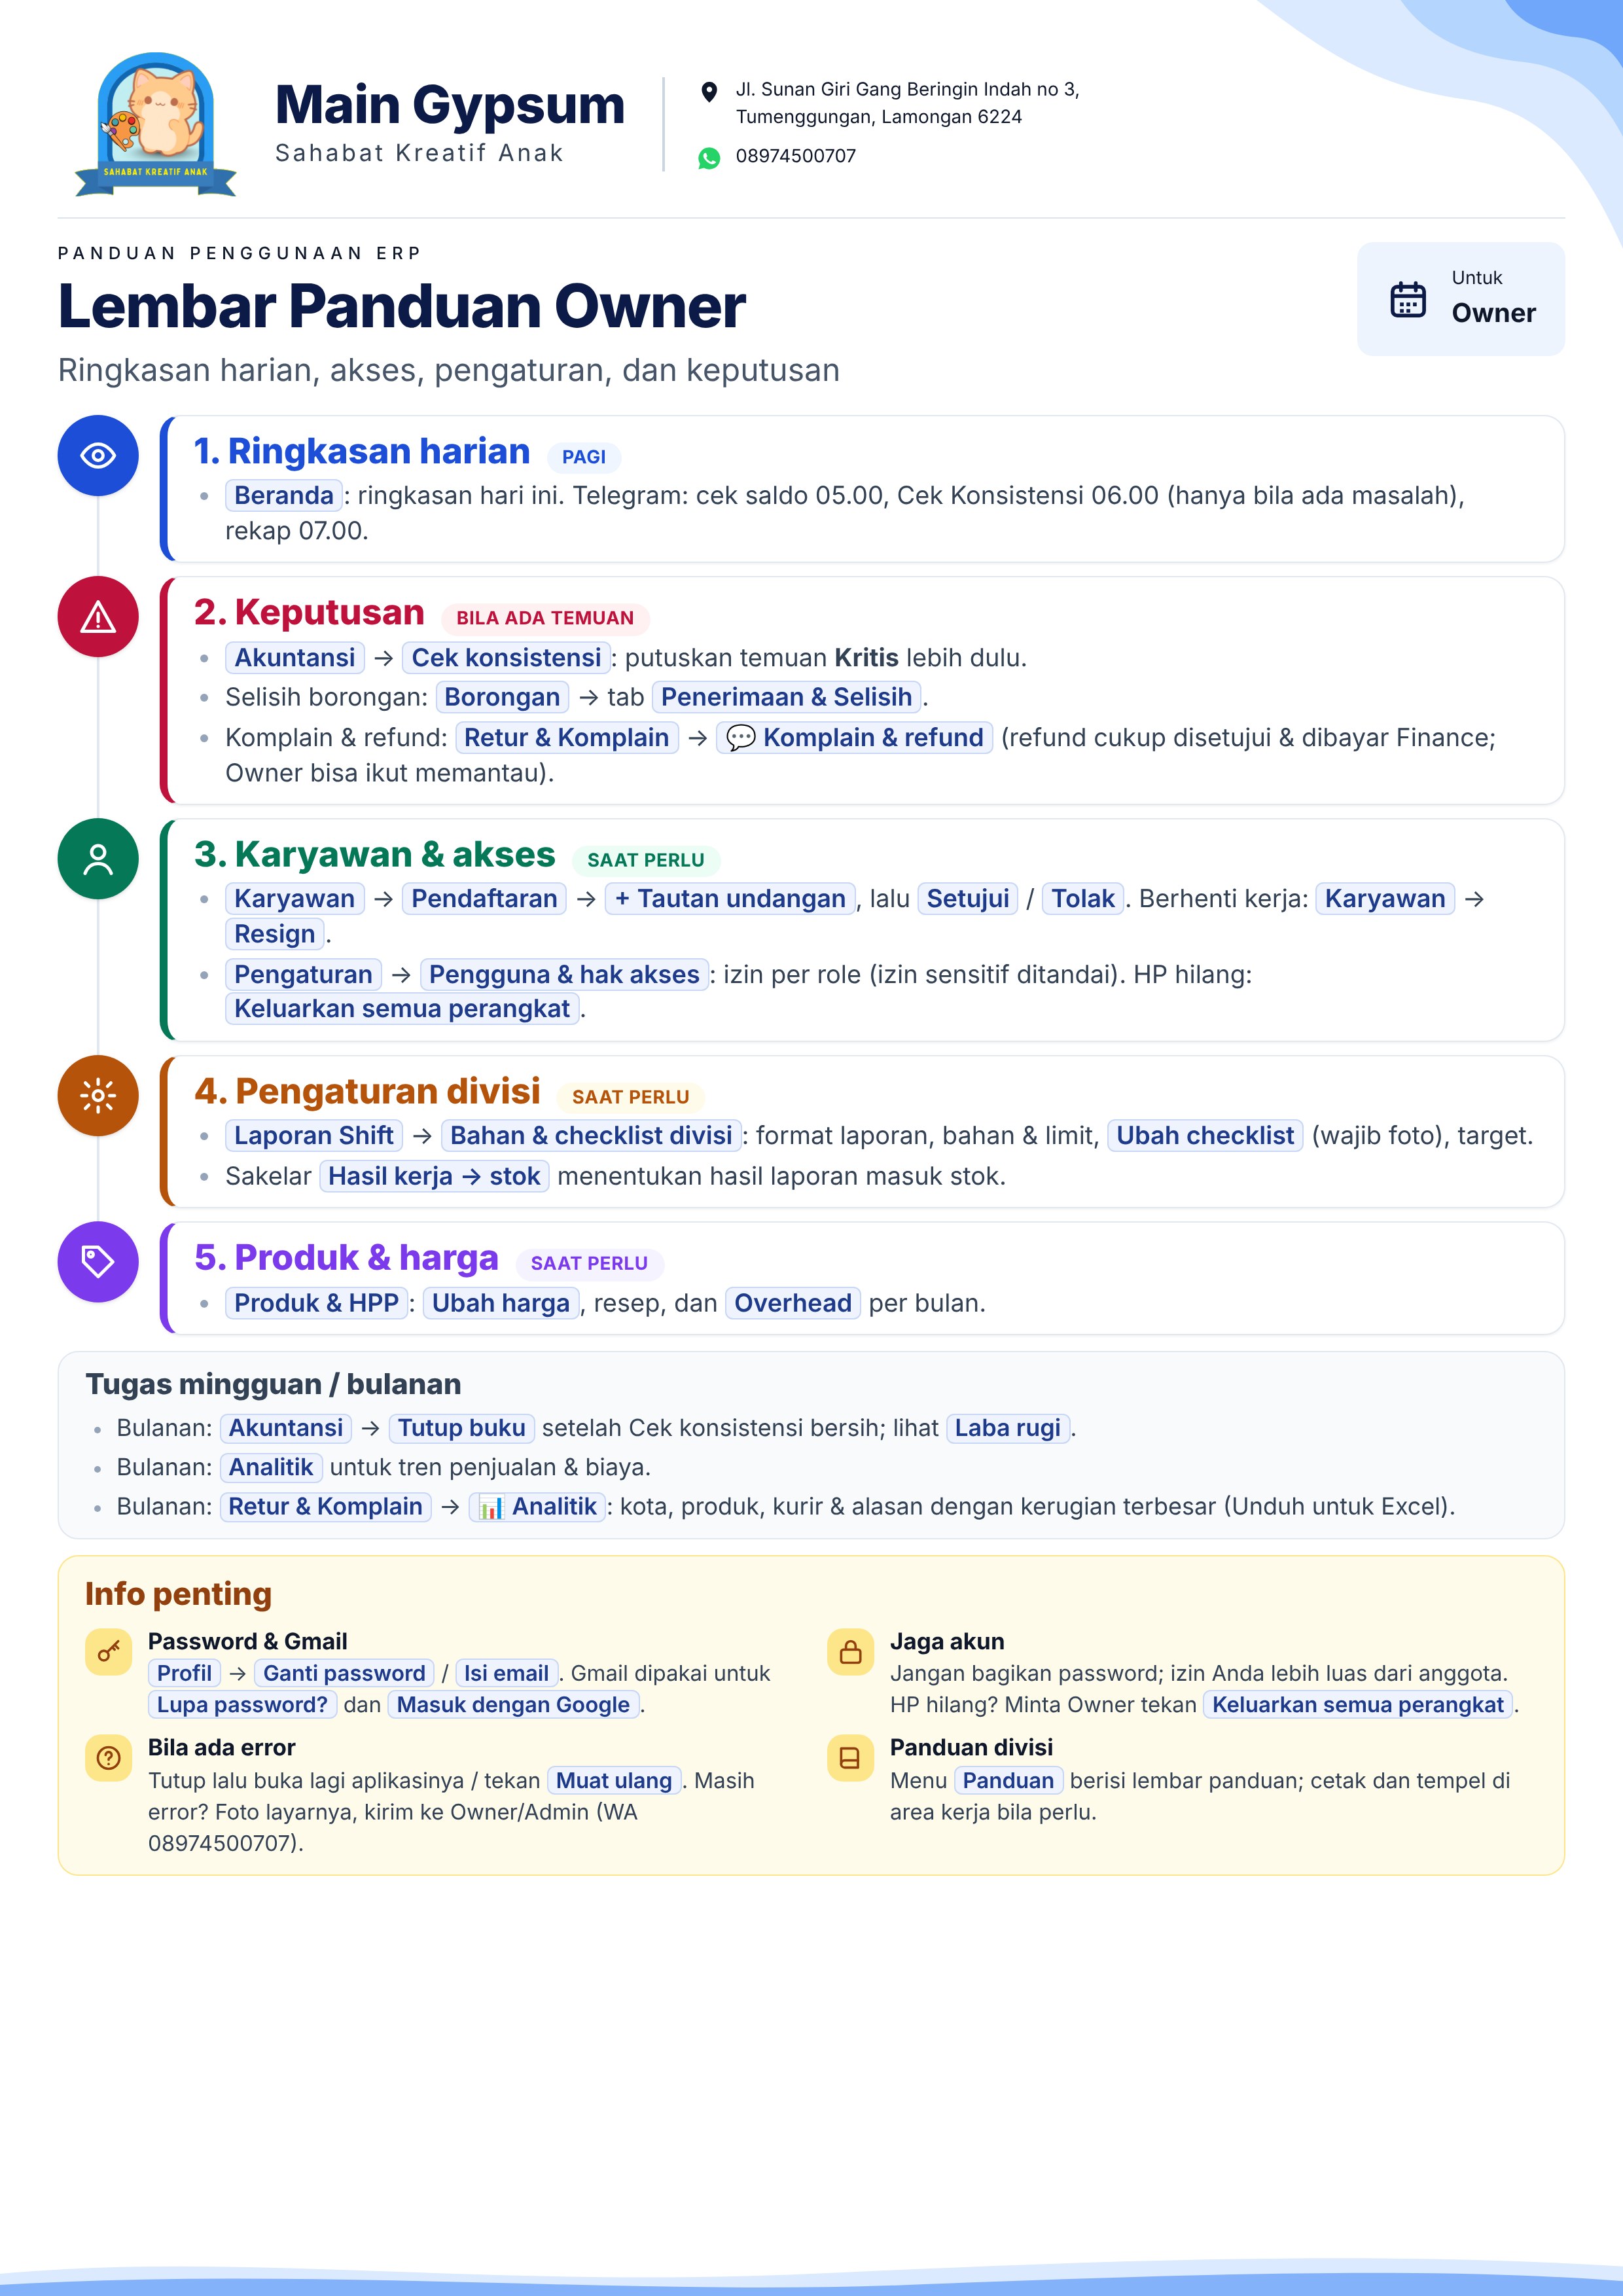 SAHABAT KREATIF ANAK
Main Gypsum
Sahabat Kreatif Anak
Jl. Sunan Giri Gang Beringin Indah no 3,
Tumenggungan, Lamongan 6224
08974500707
PANDUAN PENGGUNAAN ERP
Lembar Panduan Owner
Ringkasan harian, akses, pengaturan, dan keputusan
Untuk
Owner
1. Ringkasan harian PAGI
• Beranda: ringkasan hari ini. Telegram: cek saldo 05.00, Cek Konsistensi 06.00 (hanya bila ada masalah),
rekap 07.00.
2. Keputusan BILA ADA TEMUAN
• Akuntansi → Cek konsistensi: putuskan temuan Kritis lebih dulu.
• Selisih borongan: Borongan → tab Penerimaan & Selisih.
• Komplain & refund: Retur & Komplain → 💬 Komplain & refund (refund cukup disetujui & dibayar Finance;
Owner bisa ikut memantau).
3. Karyawan & akses SAAT PERLU
• Karyawan → Pendaftaran → + Tautan undangan, lalu Setujui / Tolak. Berhenti kerja: Karyawan →
Resign.
• Pengaturan → Pengguna & hak akses: izin per role (izin sensitif ditandai). HP hilang:
Keluarkan semua perangkat.
4. Pengaturan divisi SAAT PERLU
• Laporan Shift → Bahan & checklist divisi: format laporan, bahan & limit, Ubah checklist (wajib foto), target.
• Sakelar Hasil kerja → stok menentukan hasil laporan masuk stok.
5. Produk & harga SAAT PERLU
• Produk & HPP: Ubah harga, resep, dan Overhead per bulan.
Tugas mingguan / bulanan
• Bulanan: Akuntansi → Tutup buku setelah Cek konsistensi bersih; lihat Laba rugi.
• Bulanan: Analitik untuk tren penjualan & biaya.
• Bulanan: Retur & Komplain → 📊 Analitik: kota, produk, kurir & alasan dengan kerugian terbesar (Unduh untuk Excel).
Info penting
Password & Gmail
Profil → Ganti password / Isi email. Gmail dipakai untuk
Lupa password? dan Masuk dengan Google.
Jaga akun
Jangan bagikan password; izin Anda lebih luas dari anggota.
HP hilang? Minta Owner tekan Keluarkan semua perangkat.
Bila ada error
Tutup lalu buka lagi aplikasinya / tekan Muat ulang. Masih
error? Foto layarnya, kirim ke Owner/Admin (WA
08974500707).
Panduan divisi
Menu Panduan berisi lembar panduan; cetak dan tempel di
area kerja bila perlu.